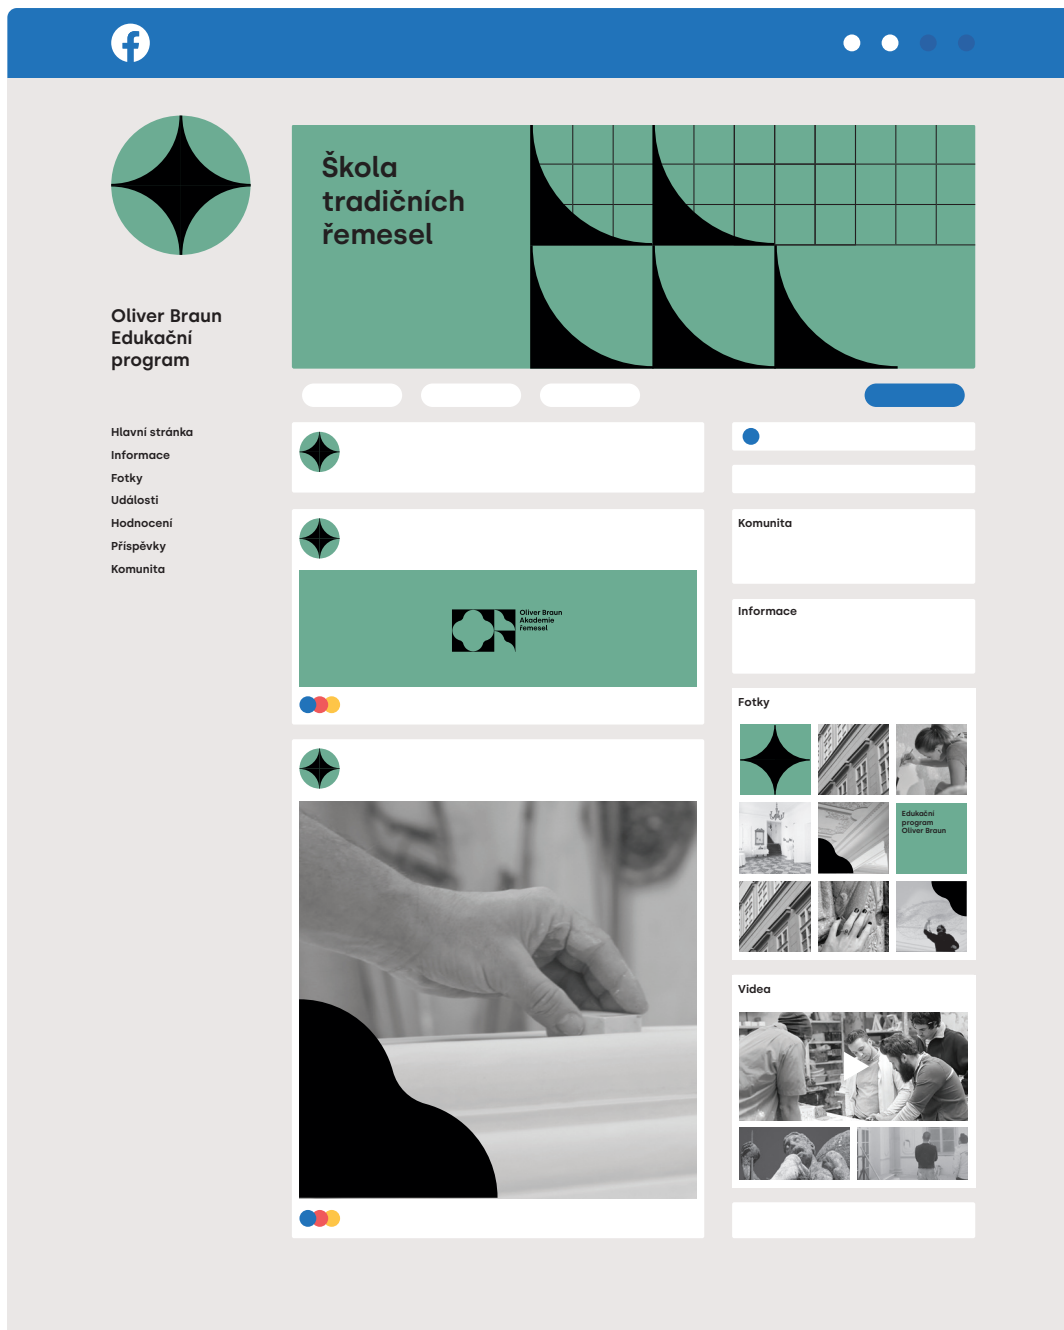 Škola
tradičních
řemesel
Oliver Braun
Edukační
program
Hlavní stránka
Informace
Fotky
Události
Hodnocení
Příspěvky
Komunita
Oliver Braun
Akademie
řemesel
Komunita
Informace
Fotky
Edukační
program
Oliver Braun
Videa